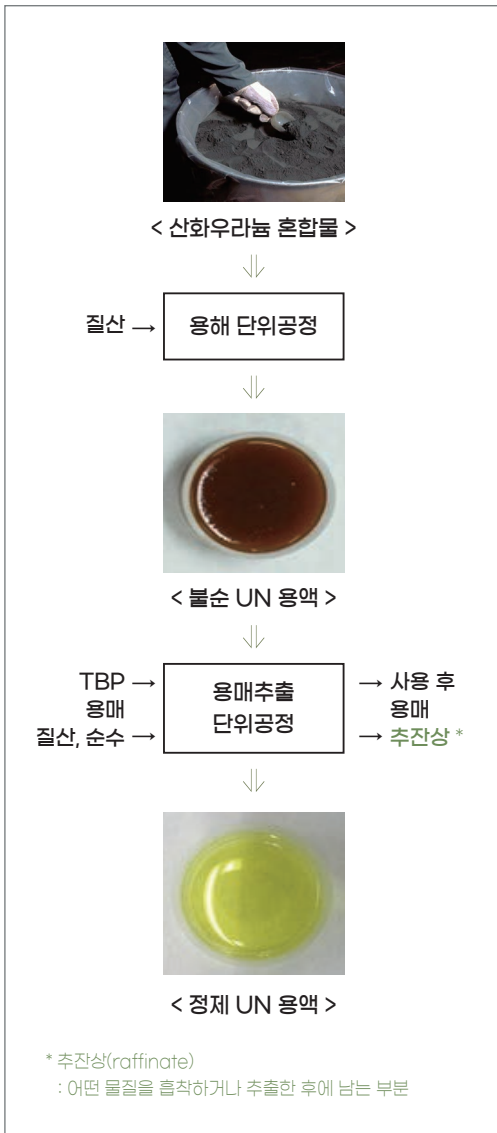 < 산화우라늄 혼합물 >
⇓
질산 → 용해 단위공정
⇓
< 불순 UN 용액 >
⇓
TBP → 용매추출 → 사용 후
용매 단위공정 용매
질산, 순수 → → 추잔상 *
⇓
< 정제 UN 용액 >
* 추잔상(raffinate)
: 어떤 물질을 흡착하거나 추출한 후에 남는 부분